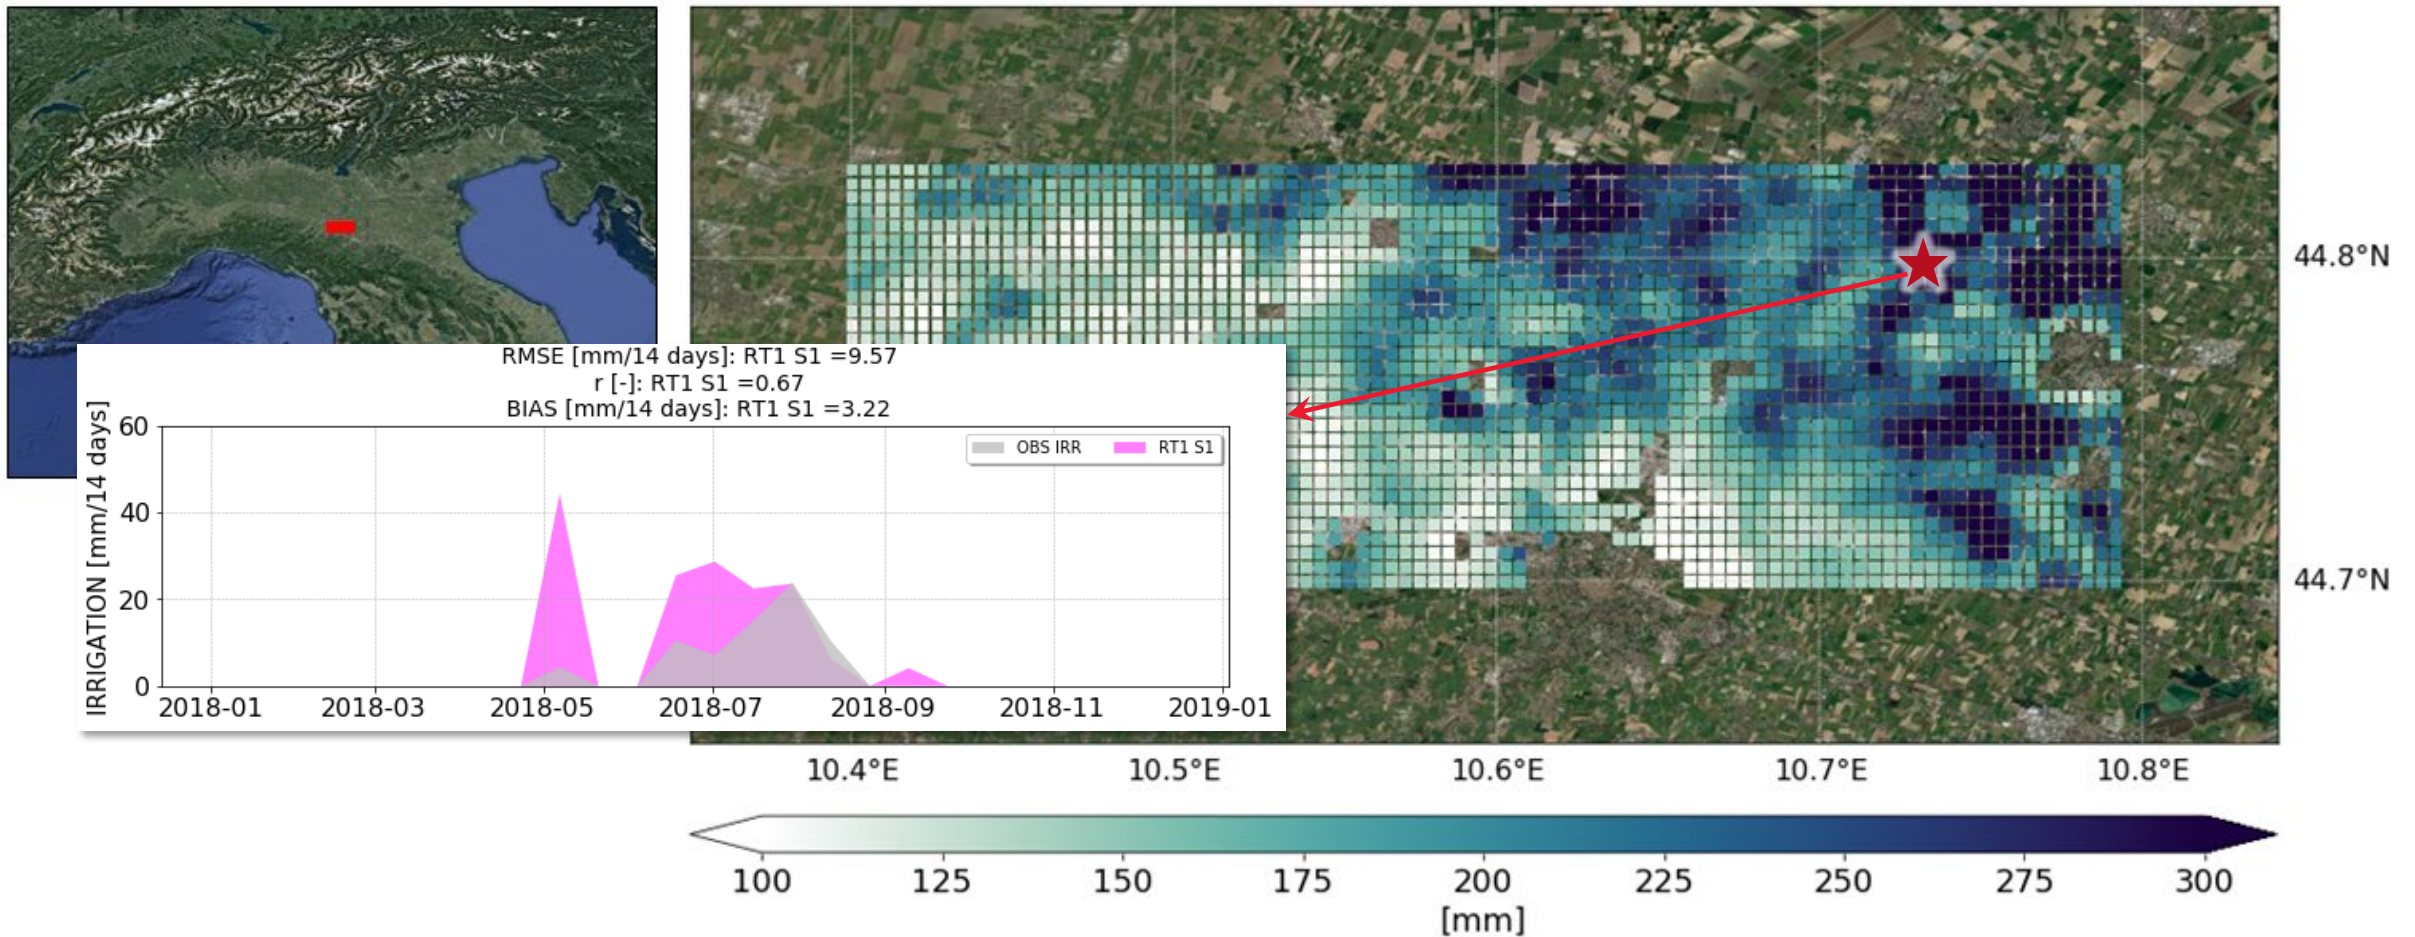 RMSE [mm/14 days]: RT1 S1 =9.57
r [-]: RT1 S1 =0.67
BIAS [mm/14 days]: RT1 S1 =3.22
IRRIGATION [mm/14 days]
60
40
20
0
OBS IRR RT1 S1
2018-01 2018-03 2018-05 2018-07 2018-09 2018-11 2019-01
44.8°N
44.7°N
10.4°E 10.5°E 10.6°E 10.7°E 10.8°E
100 125 150 175 200 225 250 275 300
[mm]